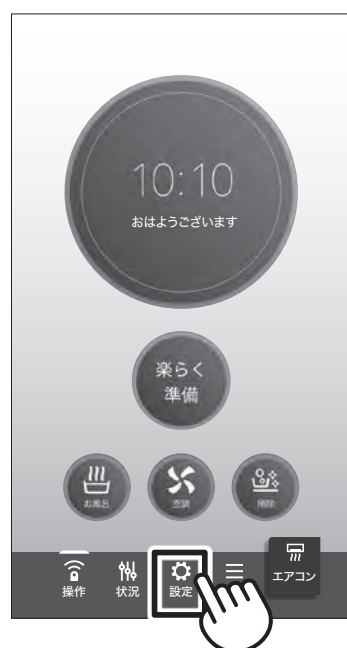 10:10
おはようございます
楽らく
準備
お風呂
空調
掃除
操作
状況
設定
エアコン